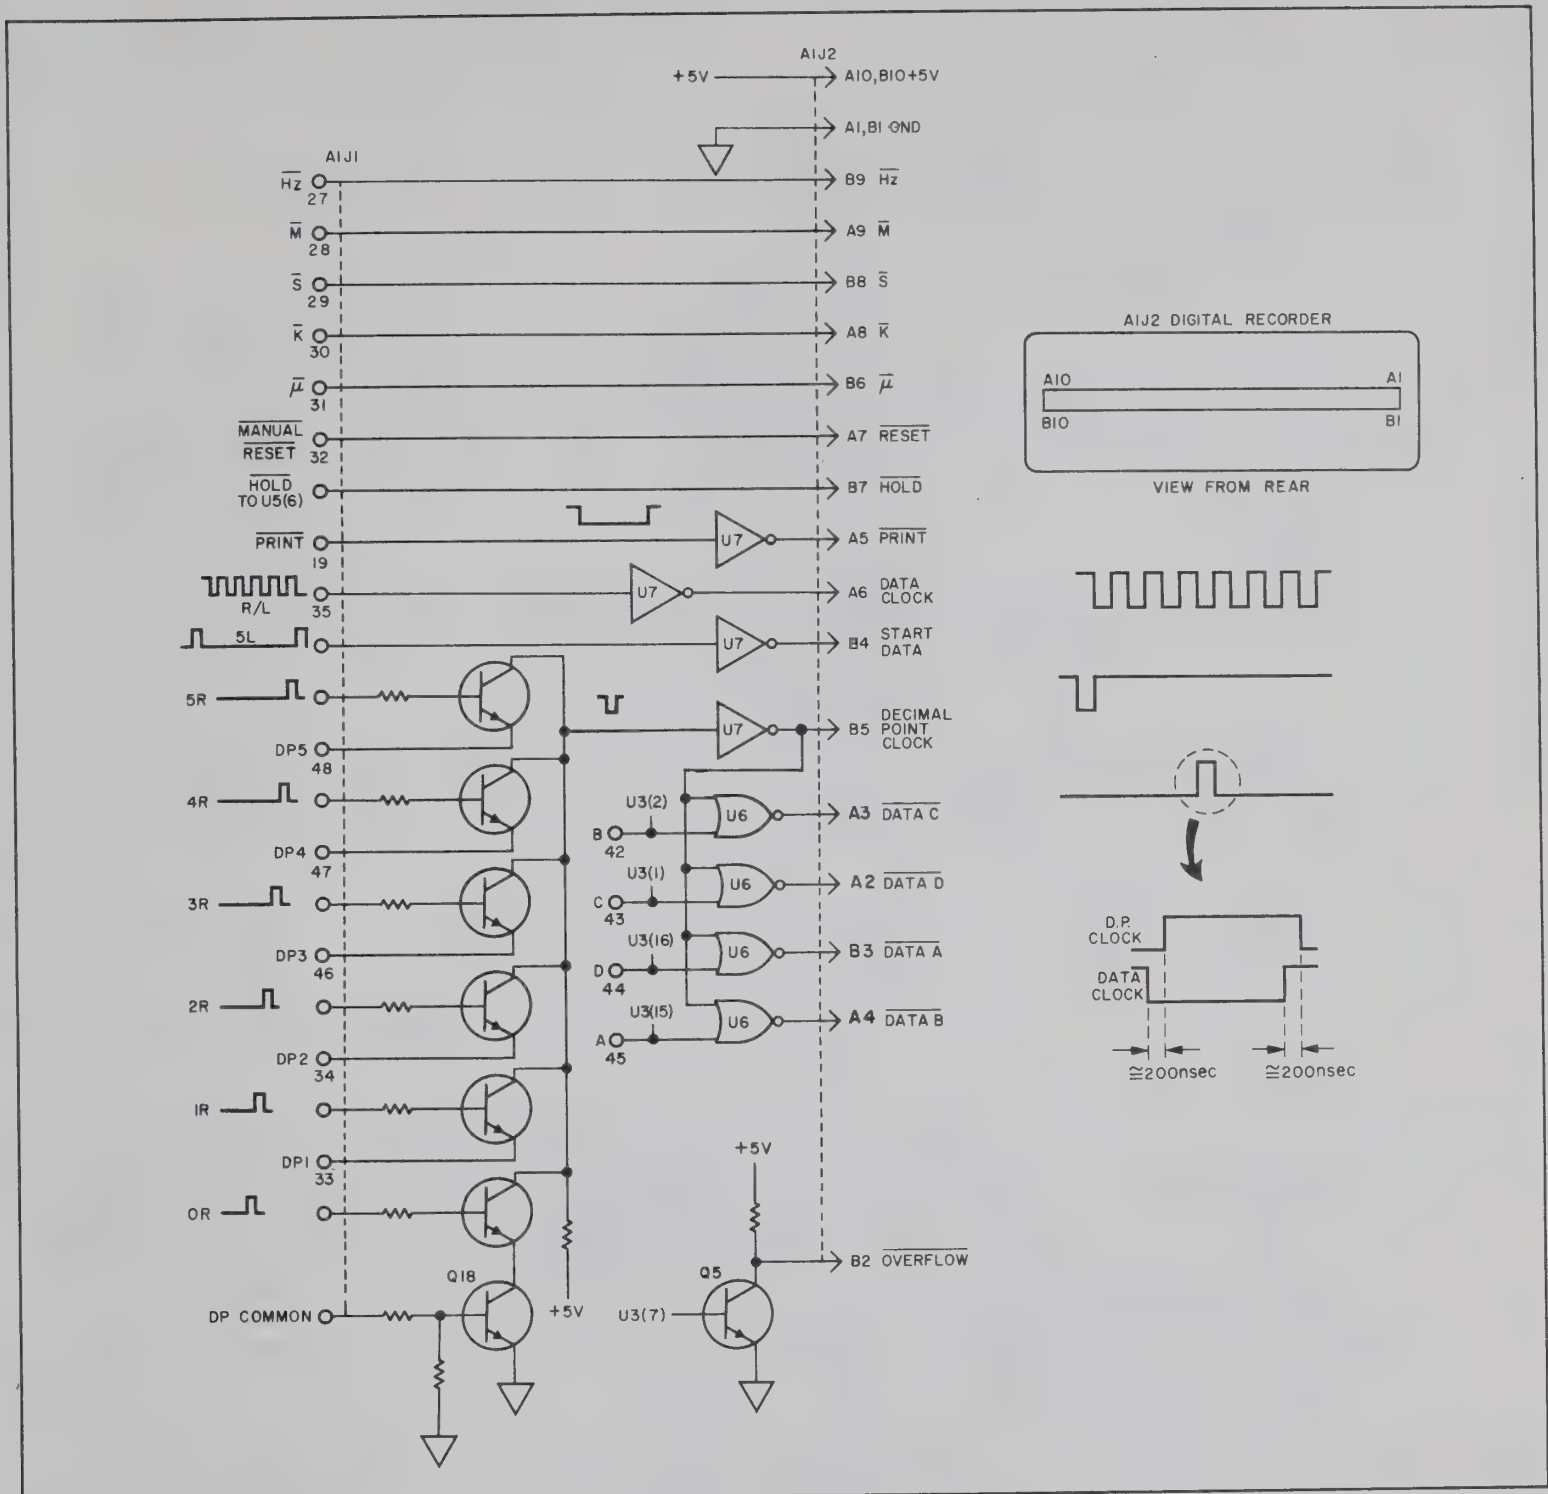 A1J2
+5V A10,B10+5V
A1,B1 GND
A1J1
H̅z̅ 27 B9 H̅z̅
M̅ 28 A9 M̅
S̅ 29 B8 S̅
K̅ 30 A8 K̅
μ̅ 31 B6 μ̅
MANUAL
RESET 32 A7 RESET
HOLD
TO U5(6) B7 HOLD
PRINT 19 U7 A5 PRINT
R/L 35 U7 A6 DATA
CLOCK
5L U7 B4 START
DATA
5R
DP5 48
U7 B5 DECIMAL
POINT
CLOCK
4R
DP4 47
3R
DP3 46
2R
DP2 34
1R
DP1 33
0R
Q18
DP COMMON
+5V
U3(2)
B 42 U6 A3 DATA C
U3(1)
C 43 U6 A2 DATA D
U3(16)
D 44 U6 B3 DATA A
U3(15)
A 45 U6 A4 DATA B
+5V
B2 OVERFLOW
Q5
U3(7)
A1J2 DIGITAL RECORDER
A10 A1
B10 B1
VIEW FROM REAR
D.P.
CLOCK
DATA
CLOCK
≅200nsec ≅200nsec